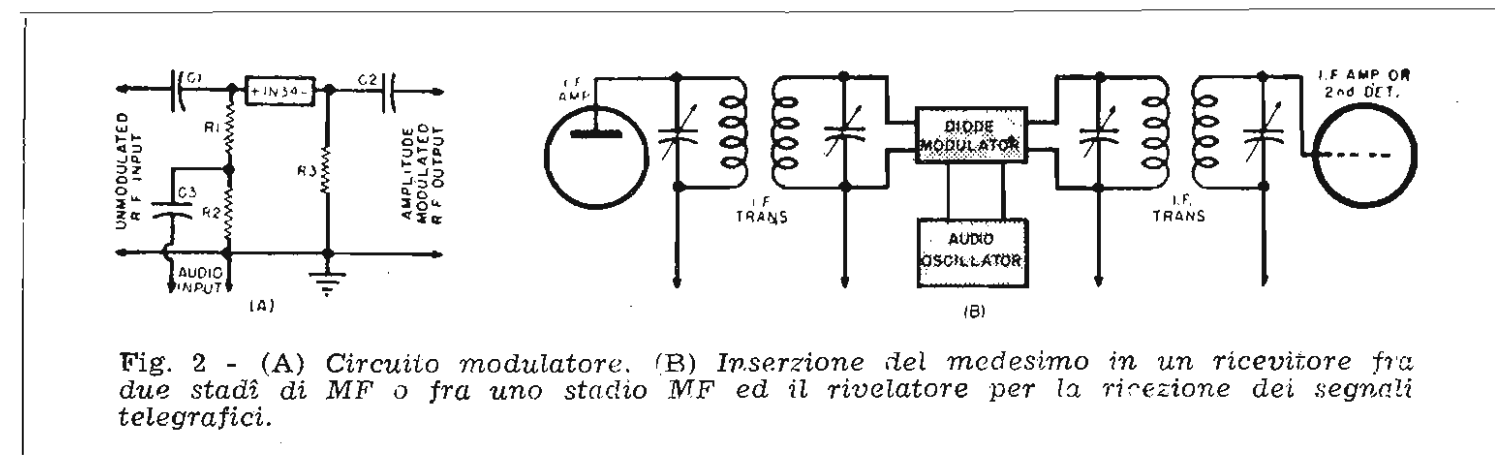 C1
+IN34-
C2
R1
R3
C3
R2
UNMODULATED
R F INPUT
AMPLITUDE
MODULATED
R F OUTPUT
AUDIO
INPUT
(A)
I.F.
AMP.
DIODE
MODULATOR
AUDIO
OSCILLATOR
I.F.
TRANS
I.F.
TRANS
I.F AMP OR
2nd DET.
(B)
Fig. 2 - (A) Circuito modulatore. (B) Inserzione del medesimo in un ricevitore fra
due stadî di MF o fra uno stadio MF ed il rivelatore per la ricezione dei segnali
telegrafici.